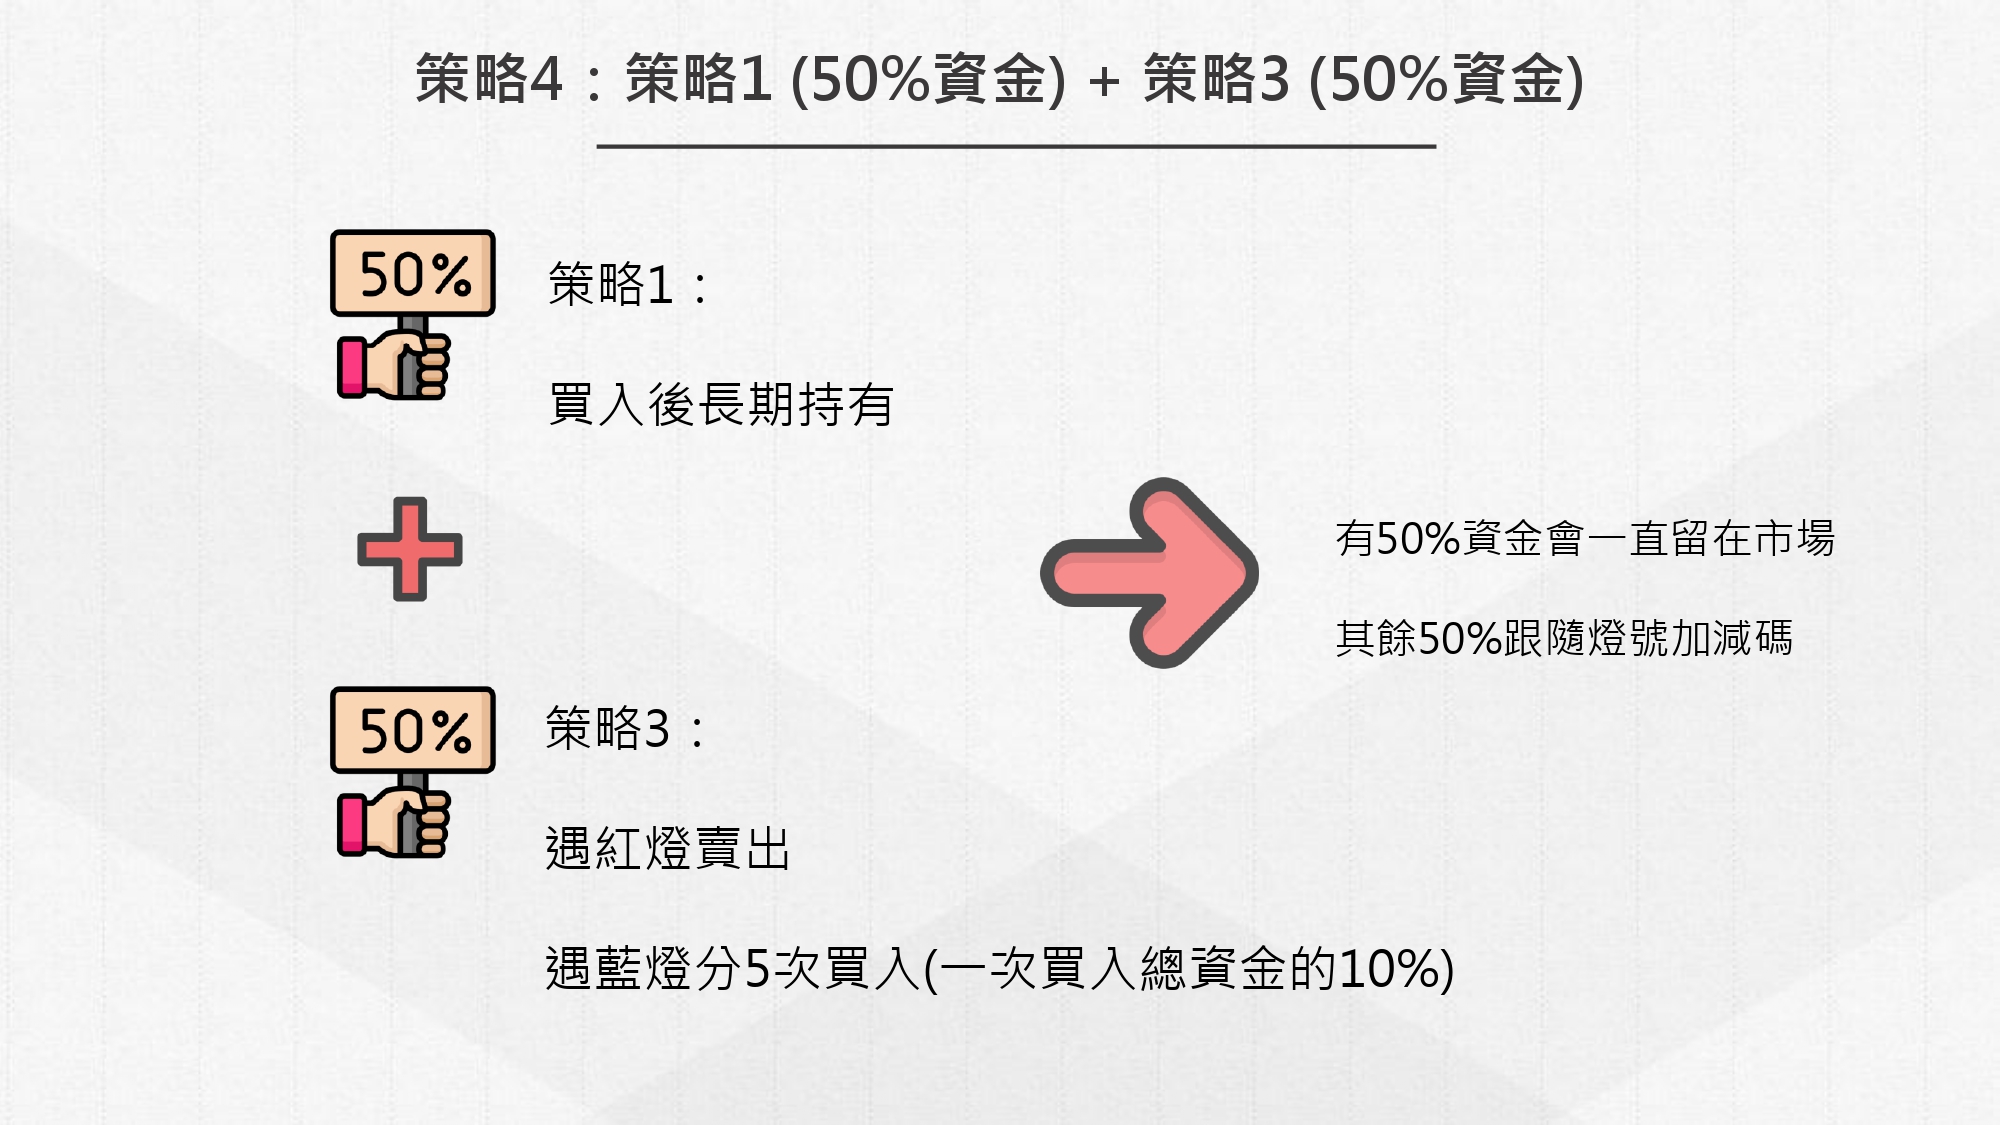 策略4：策略1 (50%資金) + 策略3 (50%資金)
50%
策略1：
買入後長期持有
有50%資金會一直留在市場
其餘50%跟隨燈號加減碼
50%
策略3：
遇紅燈賣出
遇藍燈分5次買入(一次買入總資金的10%)